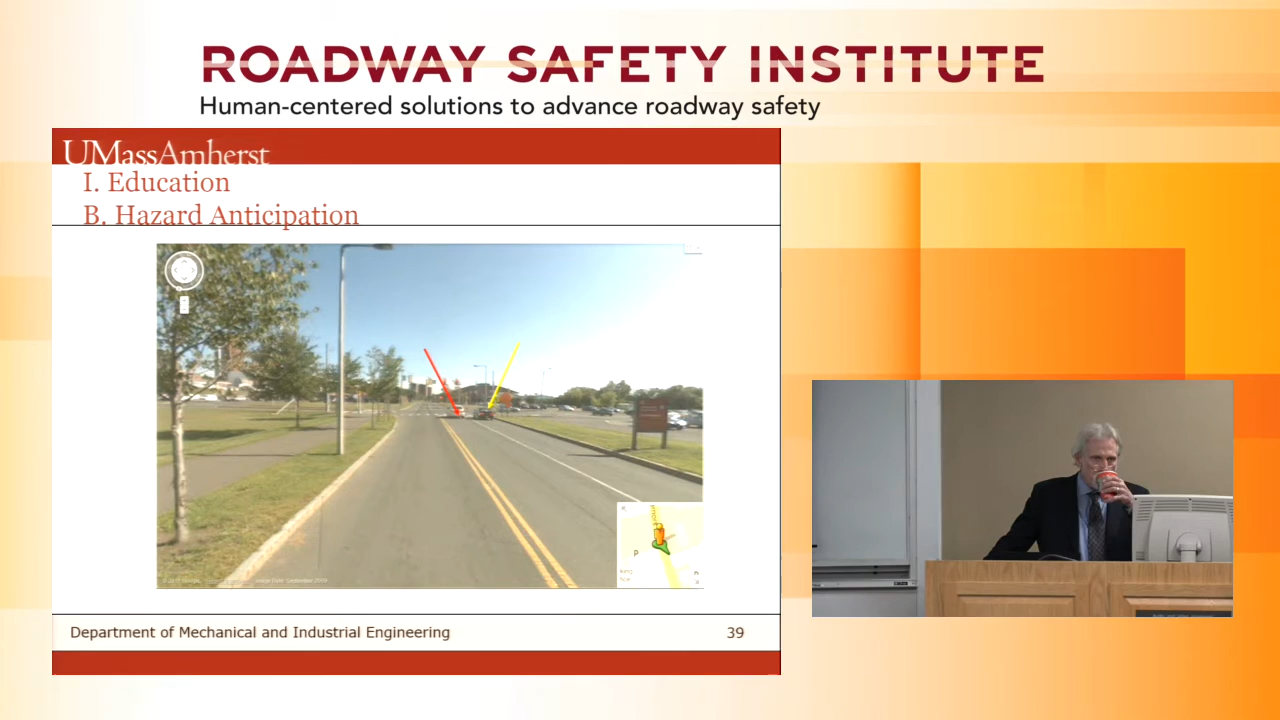 ROADWAY SAFETY INSTITUTE
Human-centered solutions to advance roadway safety
UMassAmherst
I. Education
B. Hazard Anticipation
P
Department of Mechanical and Industrial Engineering
39